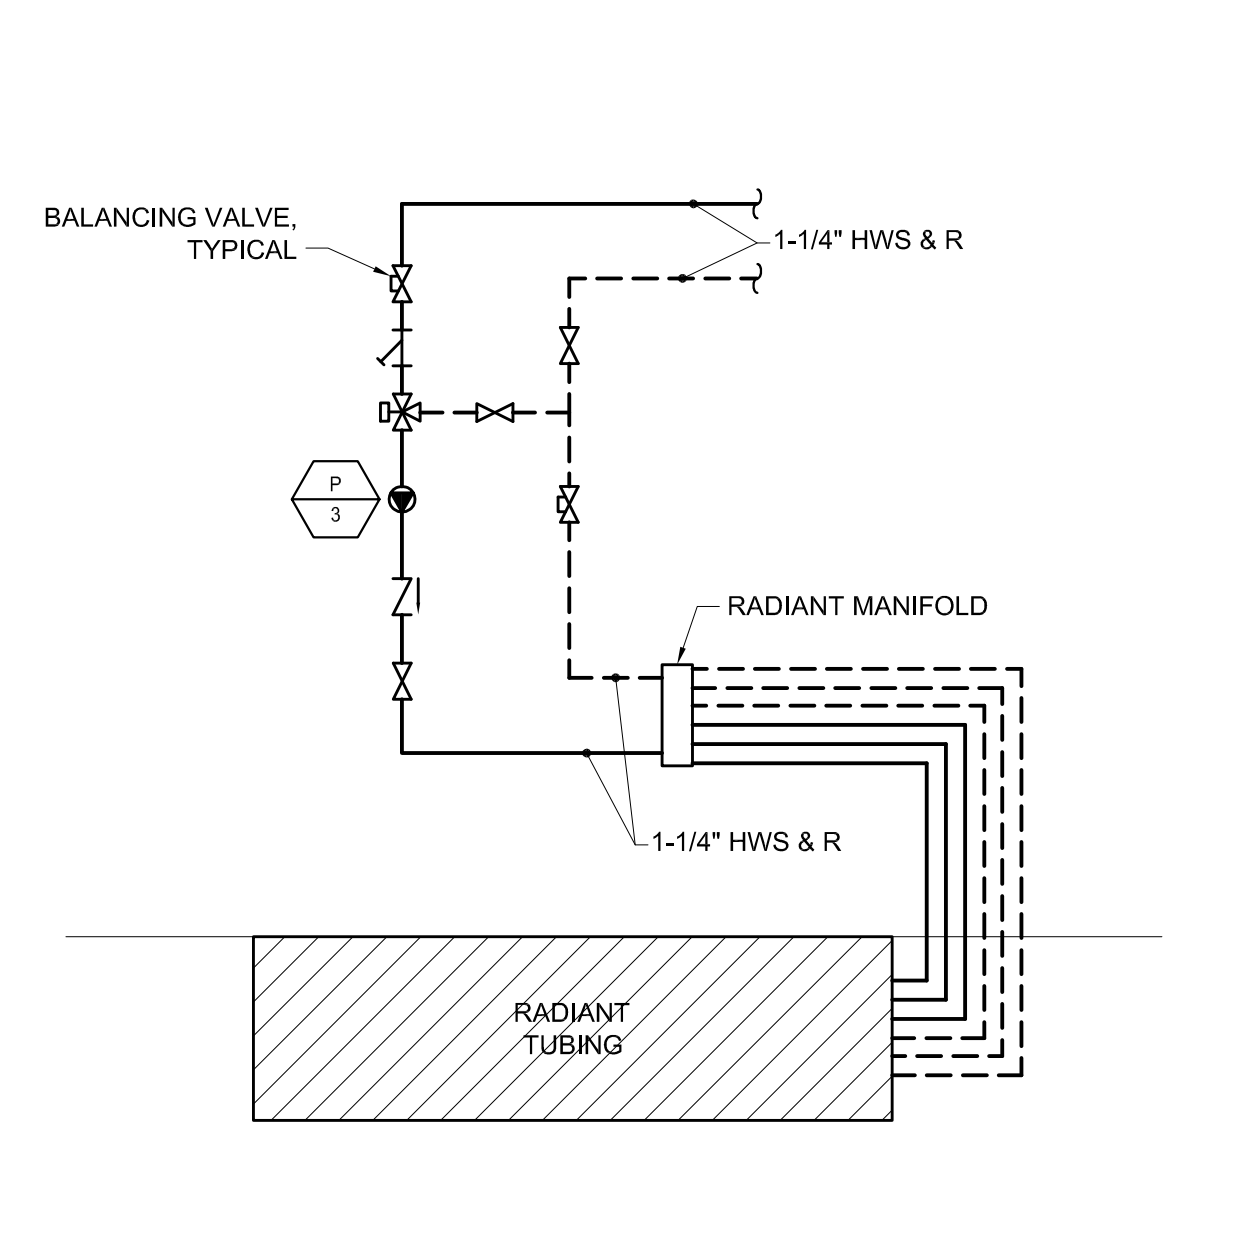 BALANCING VALVE,
TYPICAL
1-1/4" HWS & R
P
3
RADIANT MANIFOLD
1-1/4" HWS & R
RADIANT
TUBING